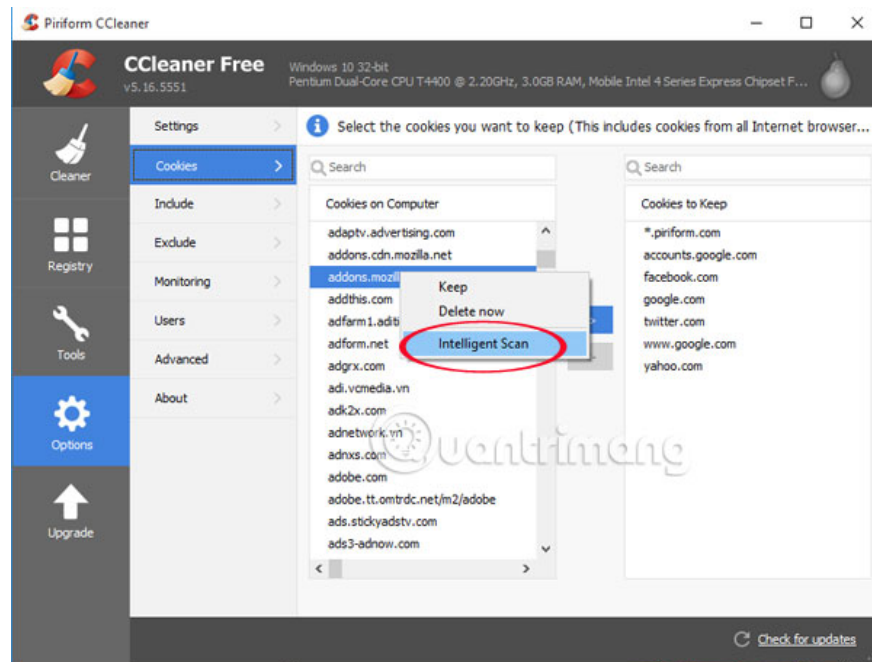 Piriform CCleaner
CCleaner Free
v5.16.5551
Windows 10 32-bit
Pentium Dual-Core CPU T4400 @ 2.20GHz, 3.0GB RAM, Mobile Intel 4 Series Express Chipset F...
Cleaner
Registry
Tools
Options
Upgrade
Settings
Cookies
Include
Exclude
Monitoring
Users
Advanced
About
Select the cookies you want to keep (This includes cookies from all Internet browser...
Search
Cookies on Computer
adaptv.advertising.com
addons.cdn.mozilla.net
addons.mozil
addthis.com
adfarm1.aditi
adform.net
adgrx.com
adi.vcmedia.vn
adk2x.com
adnetwork.vn
adnxs.com
adobe.com
adobe.tt.omtrdc.net/m2/adobe
ads.stickyadstv.com
ads3-adnow.com
Keep
Delete now
Intelligent Scan
Search
Cookies to Keep
*.piriform.com
accounts.google.com
facebook.com
google.com
twitter.com
www.google.com
yahoo.com
Quantrimang
Check for updates